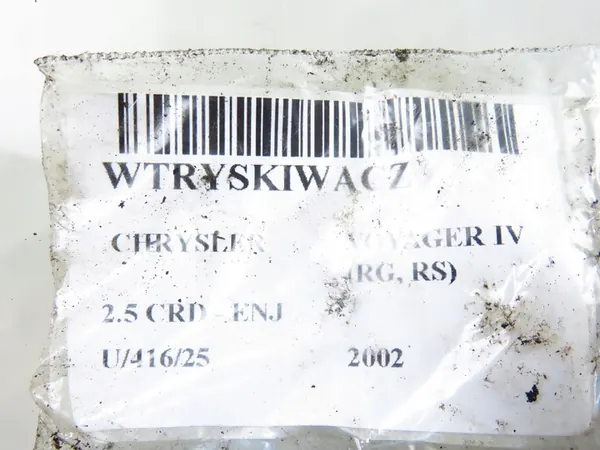 WTRYSKIWACZ
CHRYSLER VOYAGER IV
(RG, RS)
2.5 CRD - ENJ
U/416/25 2002